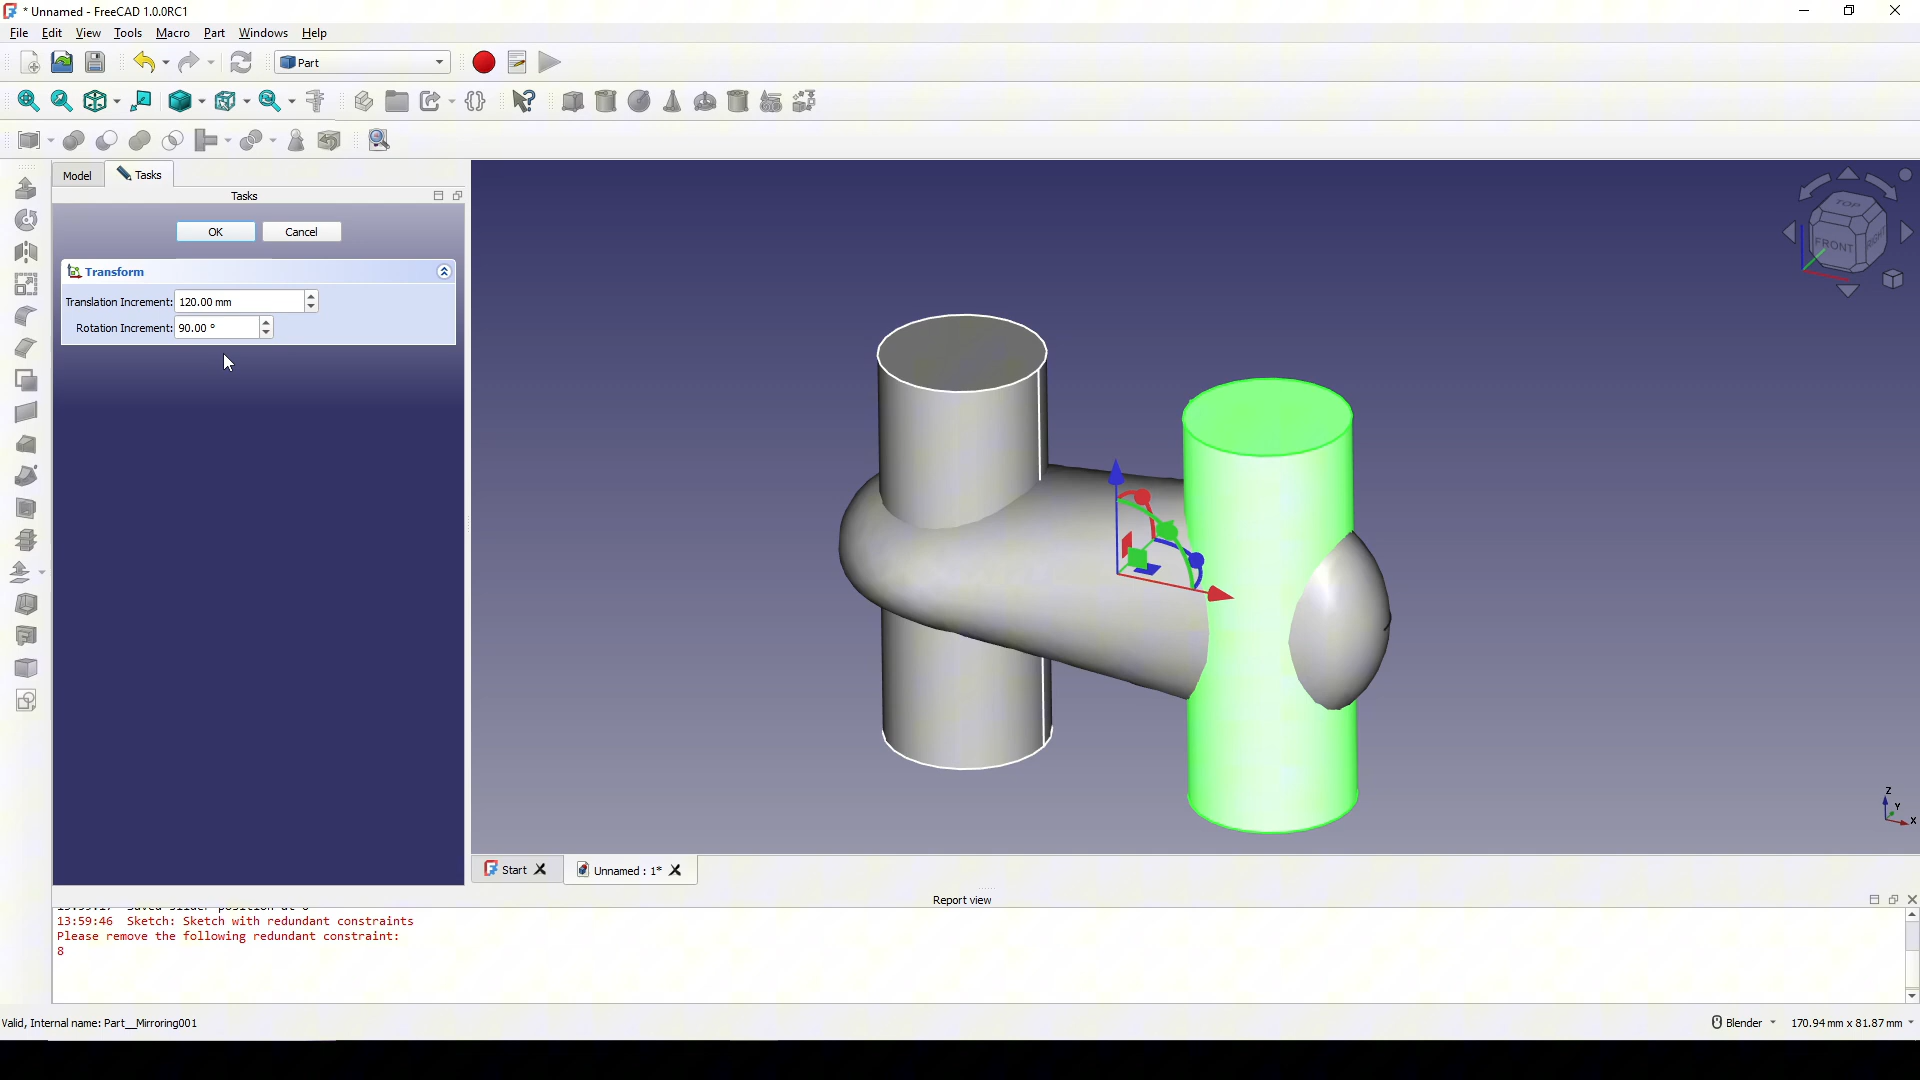 * Unnamed - FreeCAD 1.0.0RC1
File Edit View Tools Macro Part Windows Help
Part
Model Tasks
Tasks
OK Cancel
Transform
Translation Increment: 120.00 mm
Rotation Increment: 90.00 °
TOP
FRONT
RIGHT
Z
Y
X
Start Unnamed : 1*
Report view
13:59:46 Sketch: Sketch with redundant constraints
Please remove the following redundant constraint:
8
Valid, Internal name: Part__Mirroring001
Blender 170.94 mm x 81.87 mm